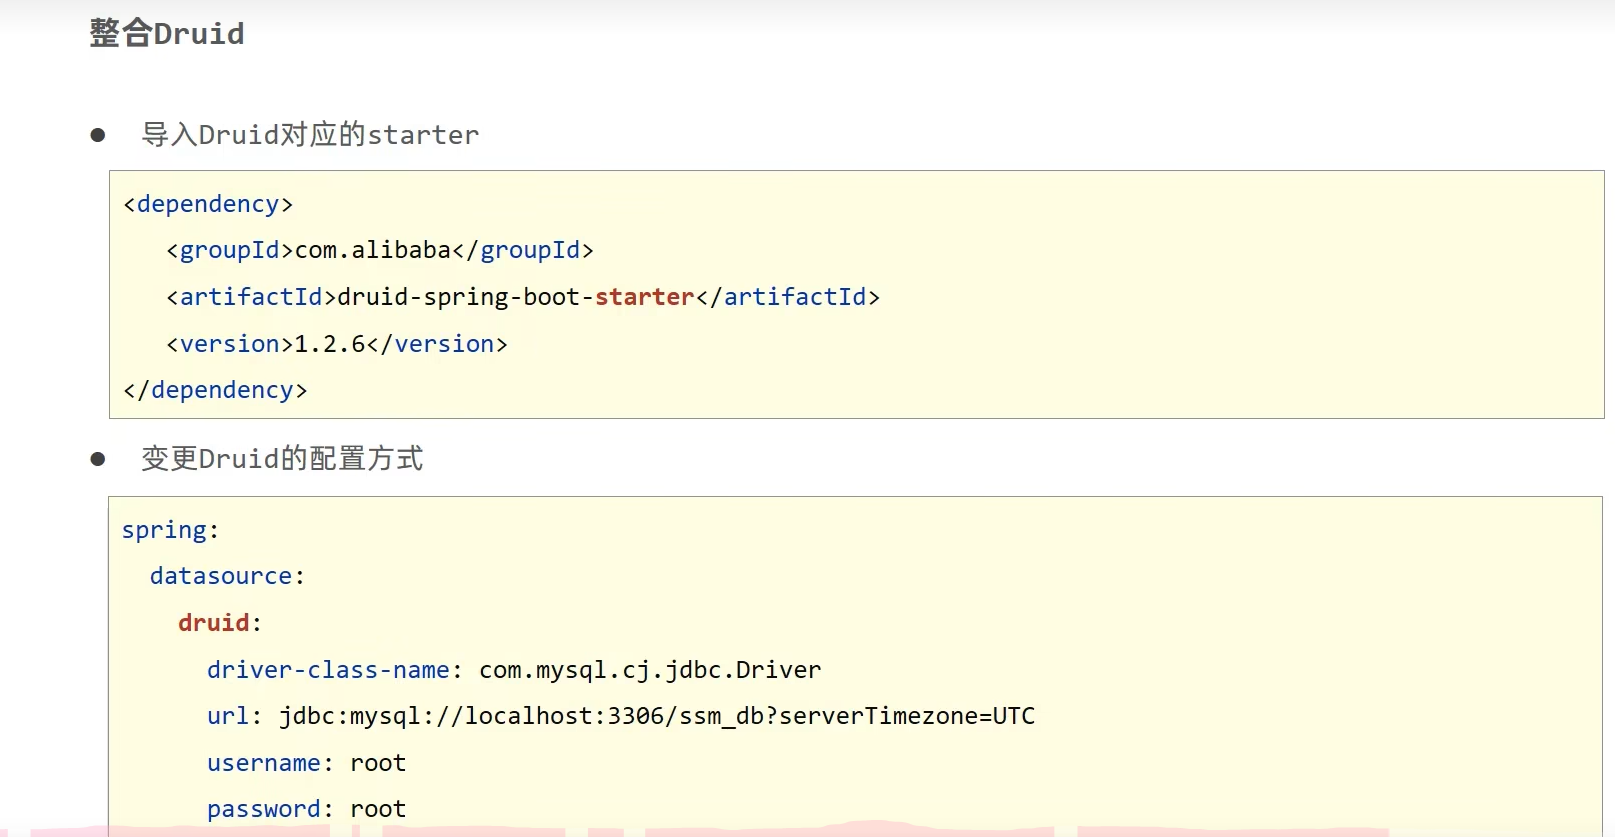 整合Druid
● 导入Druid对应的starter
<dependency>
<groupId>com.alibaba</groupId>
<artifactId>druid-spring-boot-starter</artifactId>
<version>1.2.6</version>
</dependency>
● 变更Druid的配置方式
spring:
datasource:
druid:
driver-class-name: com.mysql.cj.jdbc.Driver
url: jdbc:mysql://localhost:3306/ssm_db?serverTimezone=UTC
username: root
password: root